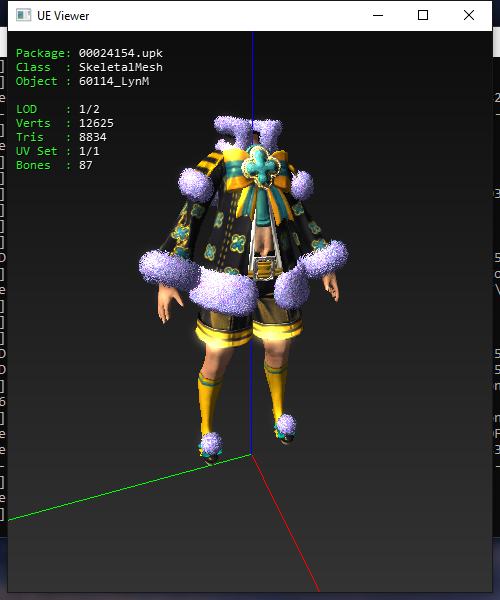 UE Viewer
Package: 00024154.upk
Class : SkeletalMesh
Object : 60114_LynM
LOD : 1/2
Verts : 12625
Tris : 8834
UV Set : 1/1
Bones : 87